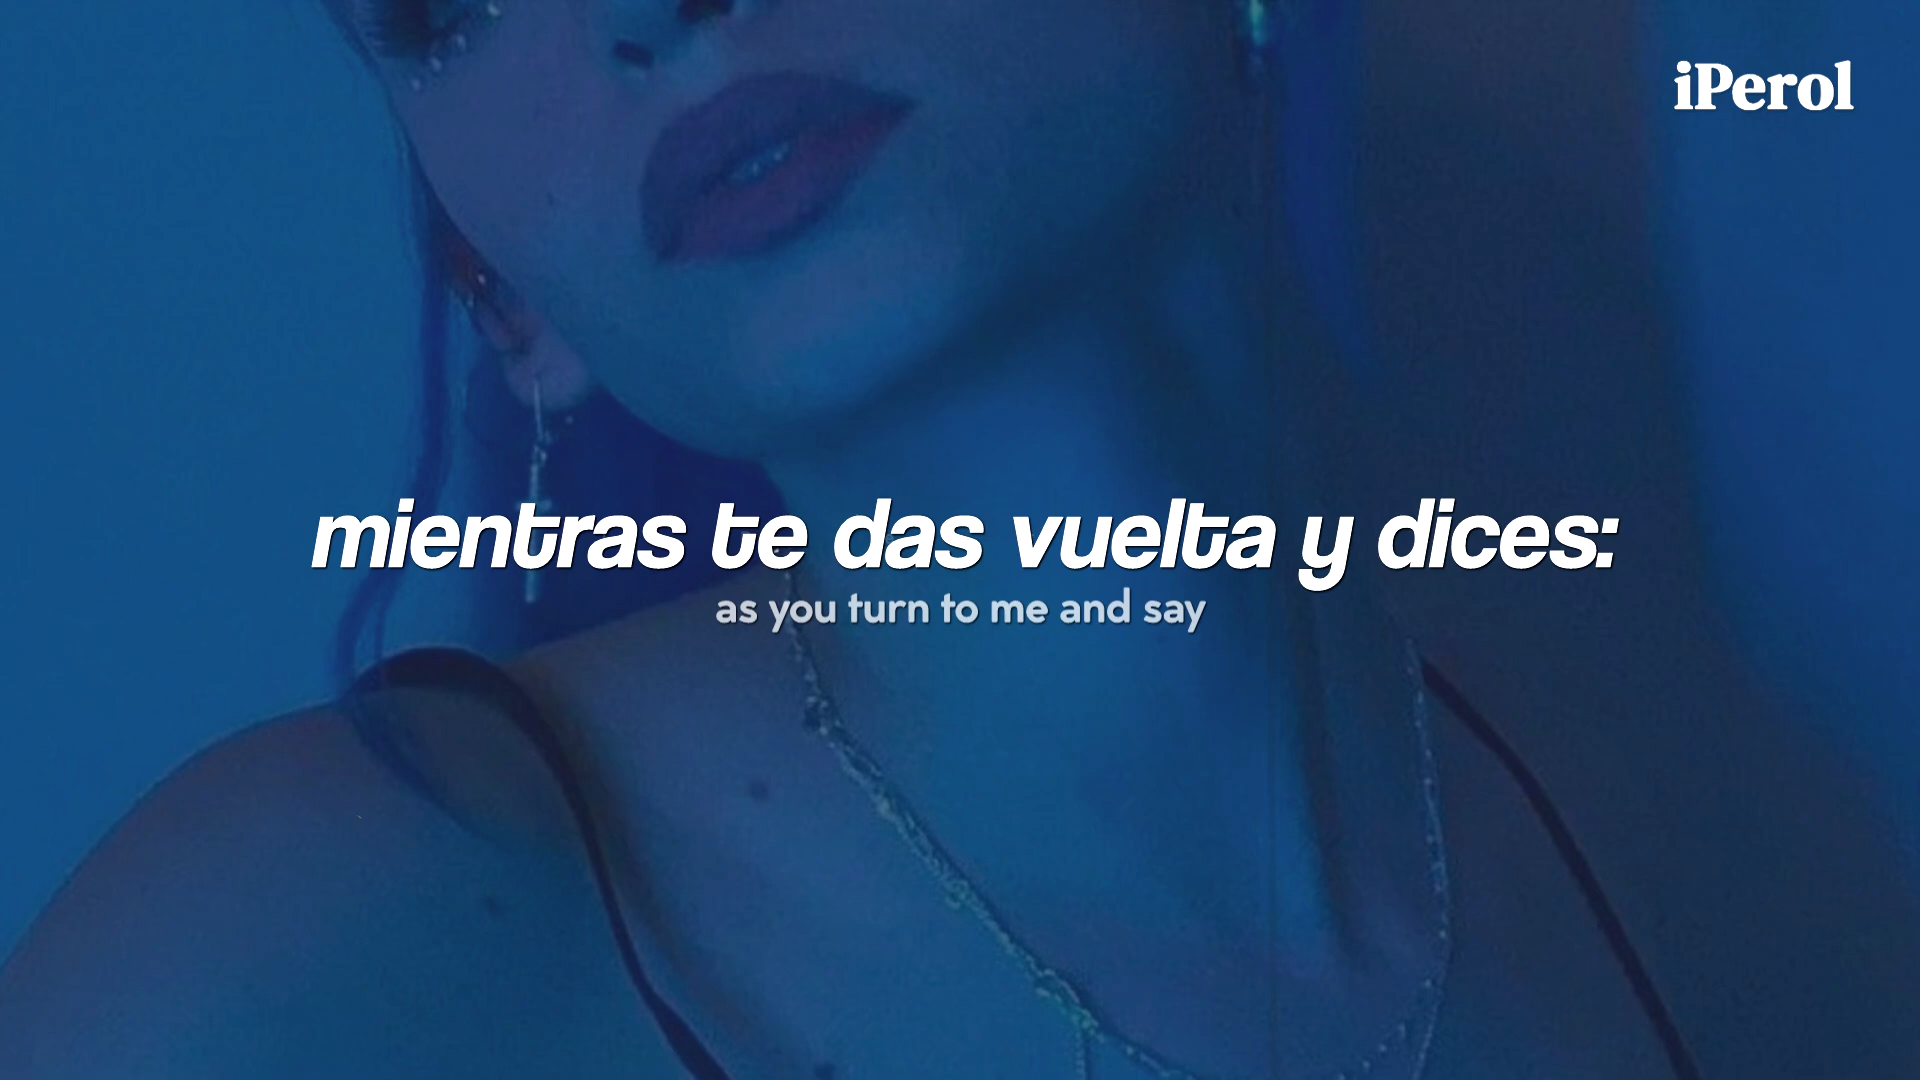 iPerol
mientras te das vuelta y dices:
as you turn to me and say